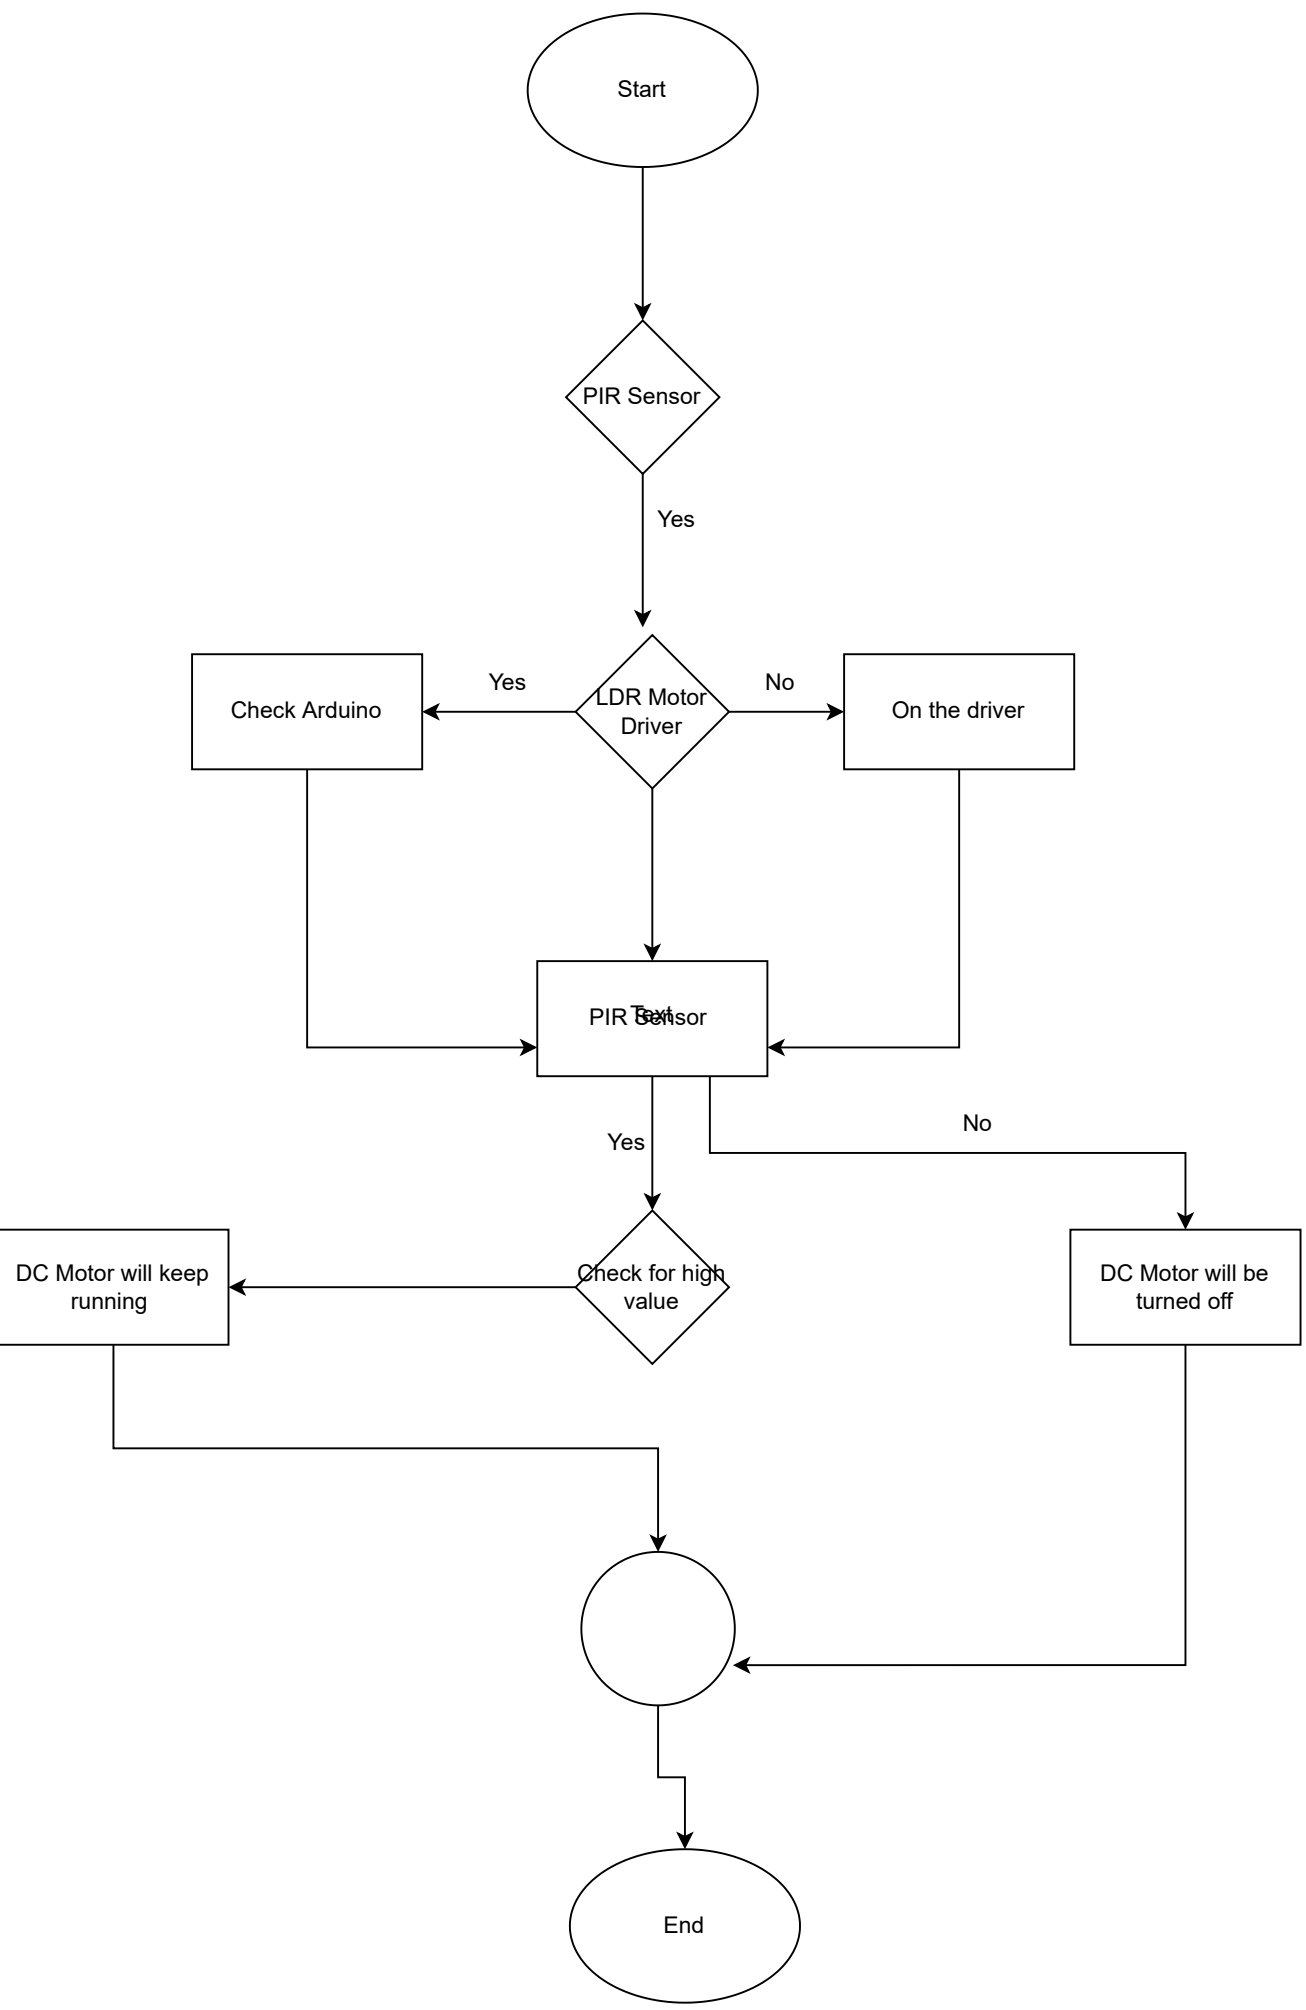 Start
PIR Sensor
Yes
Yes
No
Check Arduino
LDR Motor
Driver
On the driver
Text
PIR Sensor
No
Yes
DC Motor will keep
running
Check for high
value
DC Motor will be
turned off
End